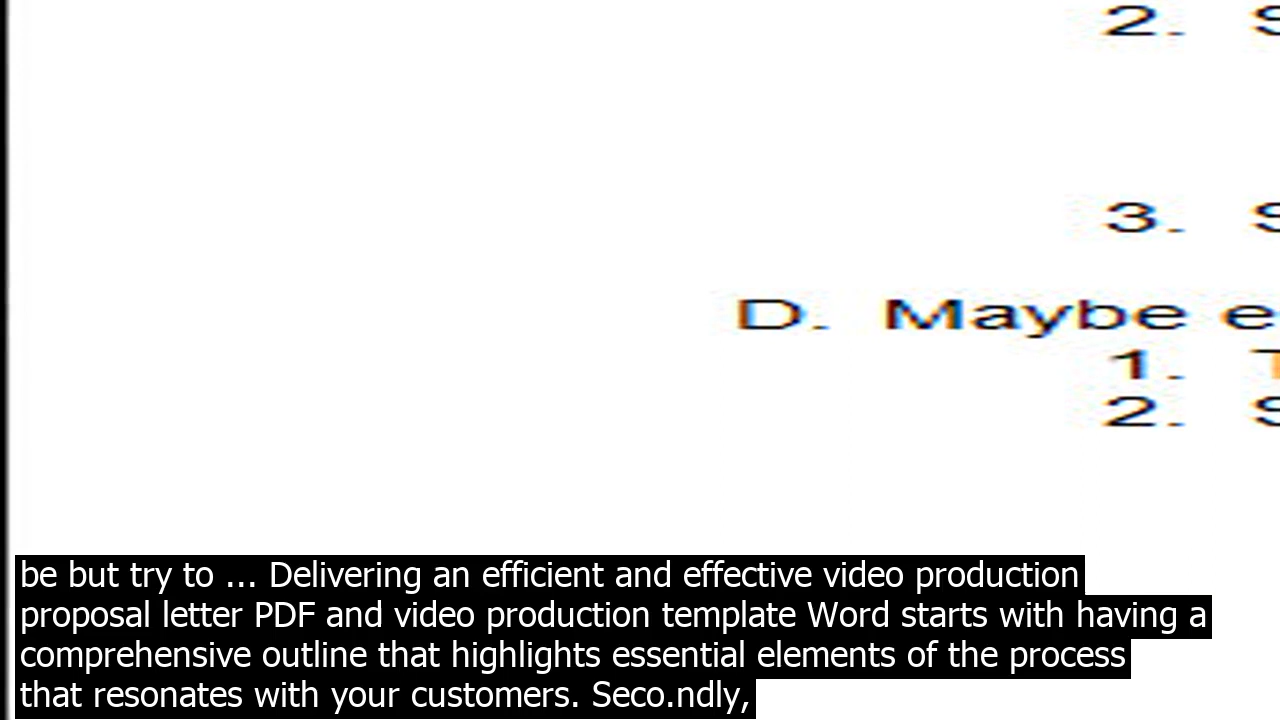 2. S
3. S
D. Maybe e
1. T
2. S
be but try to ... Delivering an efficient and effective video production
proposal letter PDF and video production template Word starts with having a
comprehensive outline that highlights essential elements of the process
that resonates with your customers. Seco.ndly,